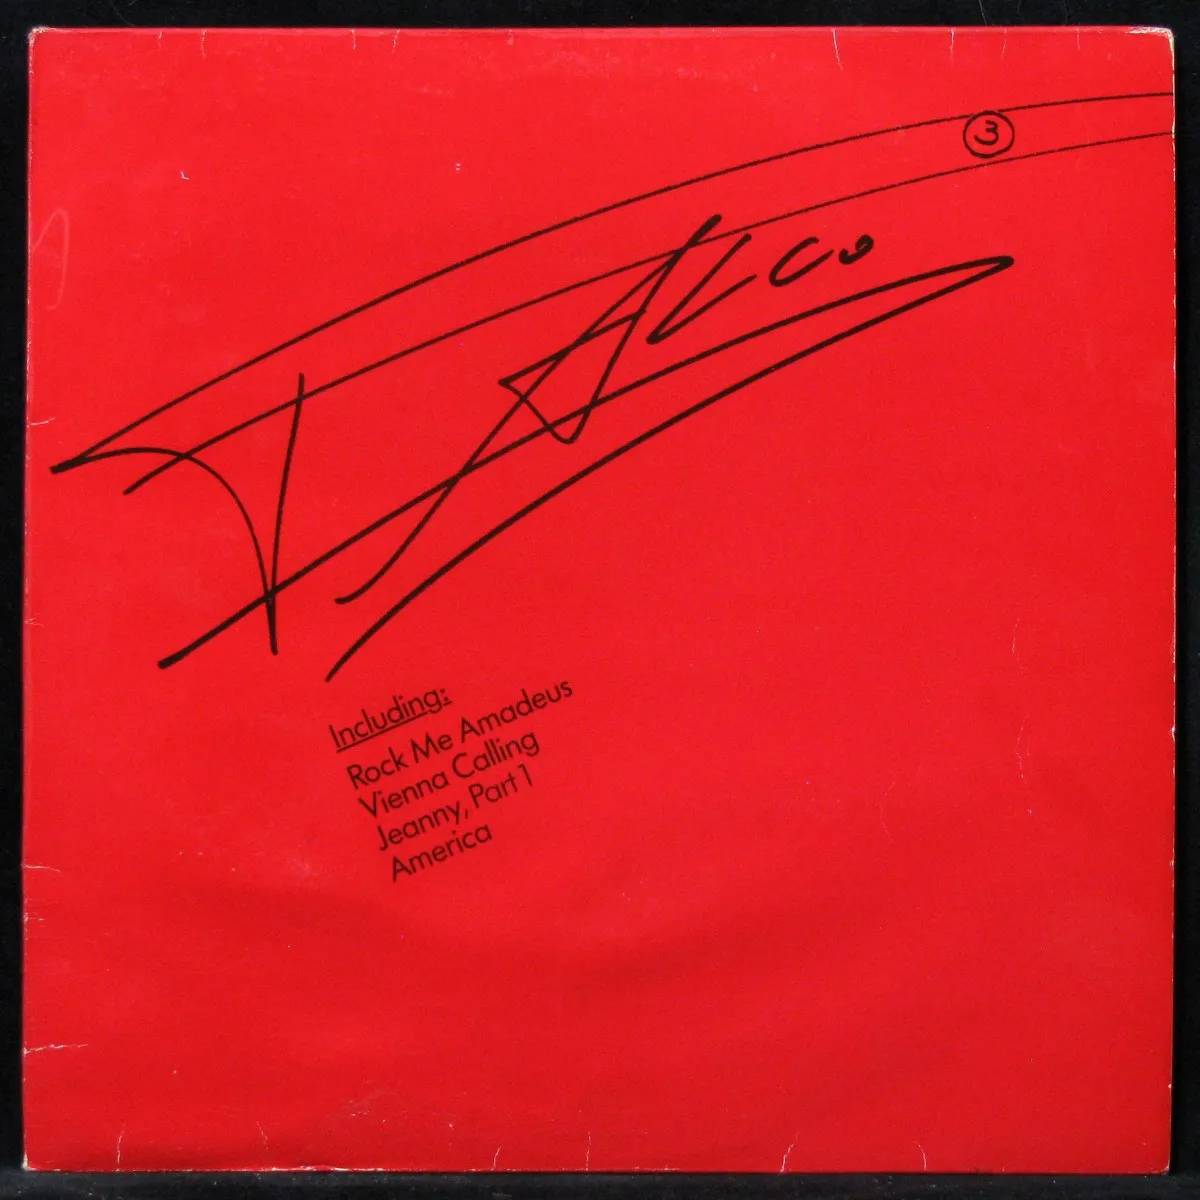 3
FALCO
Including:
Rock Me Amadeus
Vienna Calling
Jeanny, Part 1
America